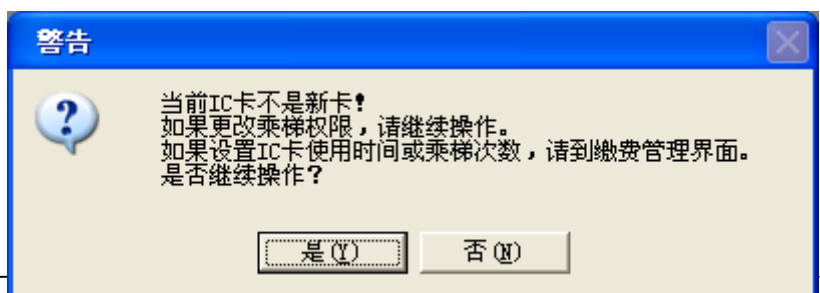 警告
当前IC卡不是新卡!
如果更改乘梯权限，请继续操作。
如果设置IC卡使用时间或乘梯次数，请到缴费管理界面。
是否继续操作?
是(Y) 否(N)